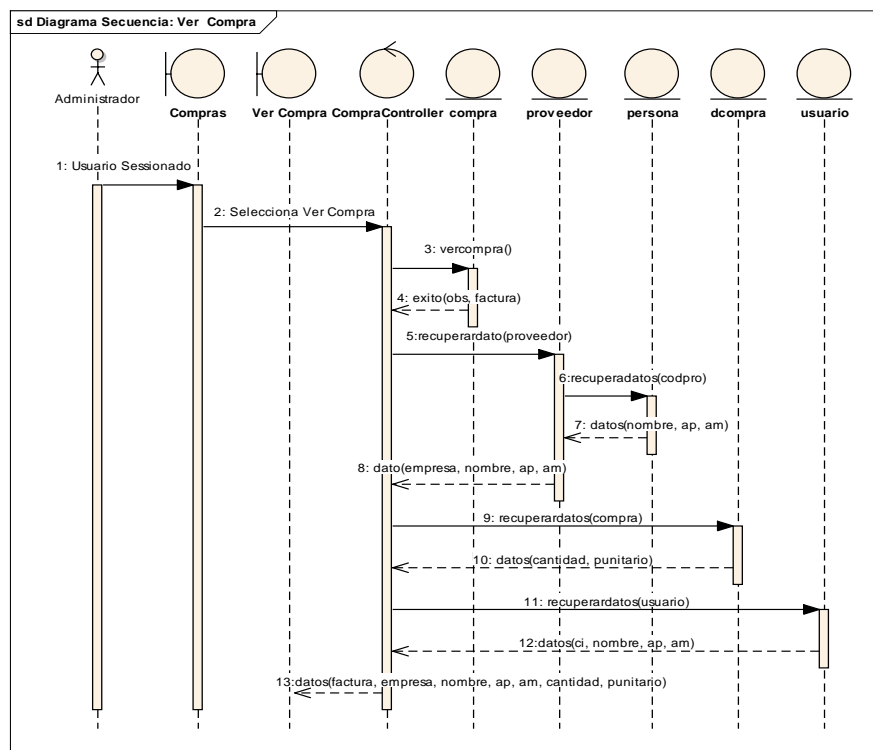 sd Diagrama Secuencia: Ver Compra
Administrador
Compras
Ver Compra
CompraController
compra
proveedor
persona
dcompra
usuario
1: Usuario Sessionado
2: Selecciona Ver Compra
3: vercompra()
4: exito(obs, factura)
5:recuperardato(proveedor)
6:recuperadatos(codpro)
7: datos(nombre, ap, am)
8: dato(empresa, nombre, ap, am)
9: recuperardatos(compra)
10: datos(cantidad, punitario)
11: recuperardatos(usuario)
12:datos(ci, nombre, ap, am)
13:datos(factura, empresa, nombre, ap, am, cantidad, punitario)